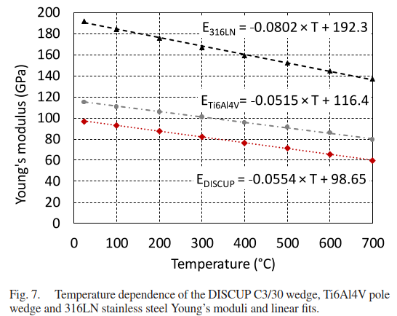 200
180
160
140
120
100
80
60
40
20
0
Young's modulus (GPa)
E316LN = -0.0802 × T + 192.3
ETi6Al4V=-0.0515 × T + 116.4
EDISCUP = -0.0554 × T + 98.65
0 100 200 300 400 500 600 700
Temperature (°C)
Fig. 7. Temperature dependence of the DISCUP C3/30 wedge, Ti6Al4V pole
wedge and 316LN stainless steel Young's moduli and linear fits.